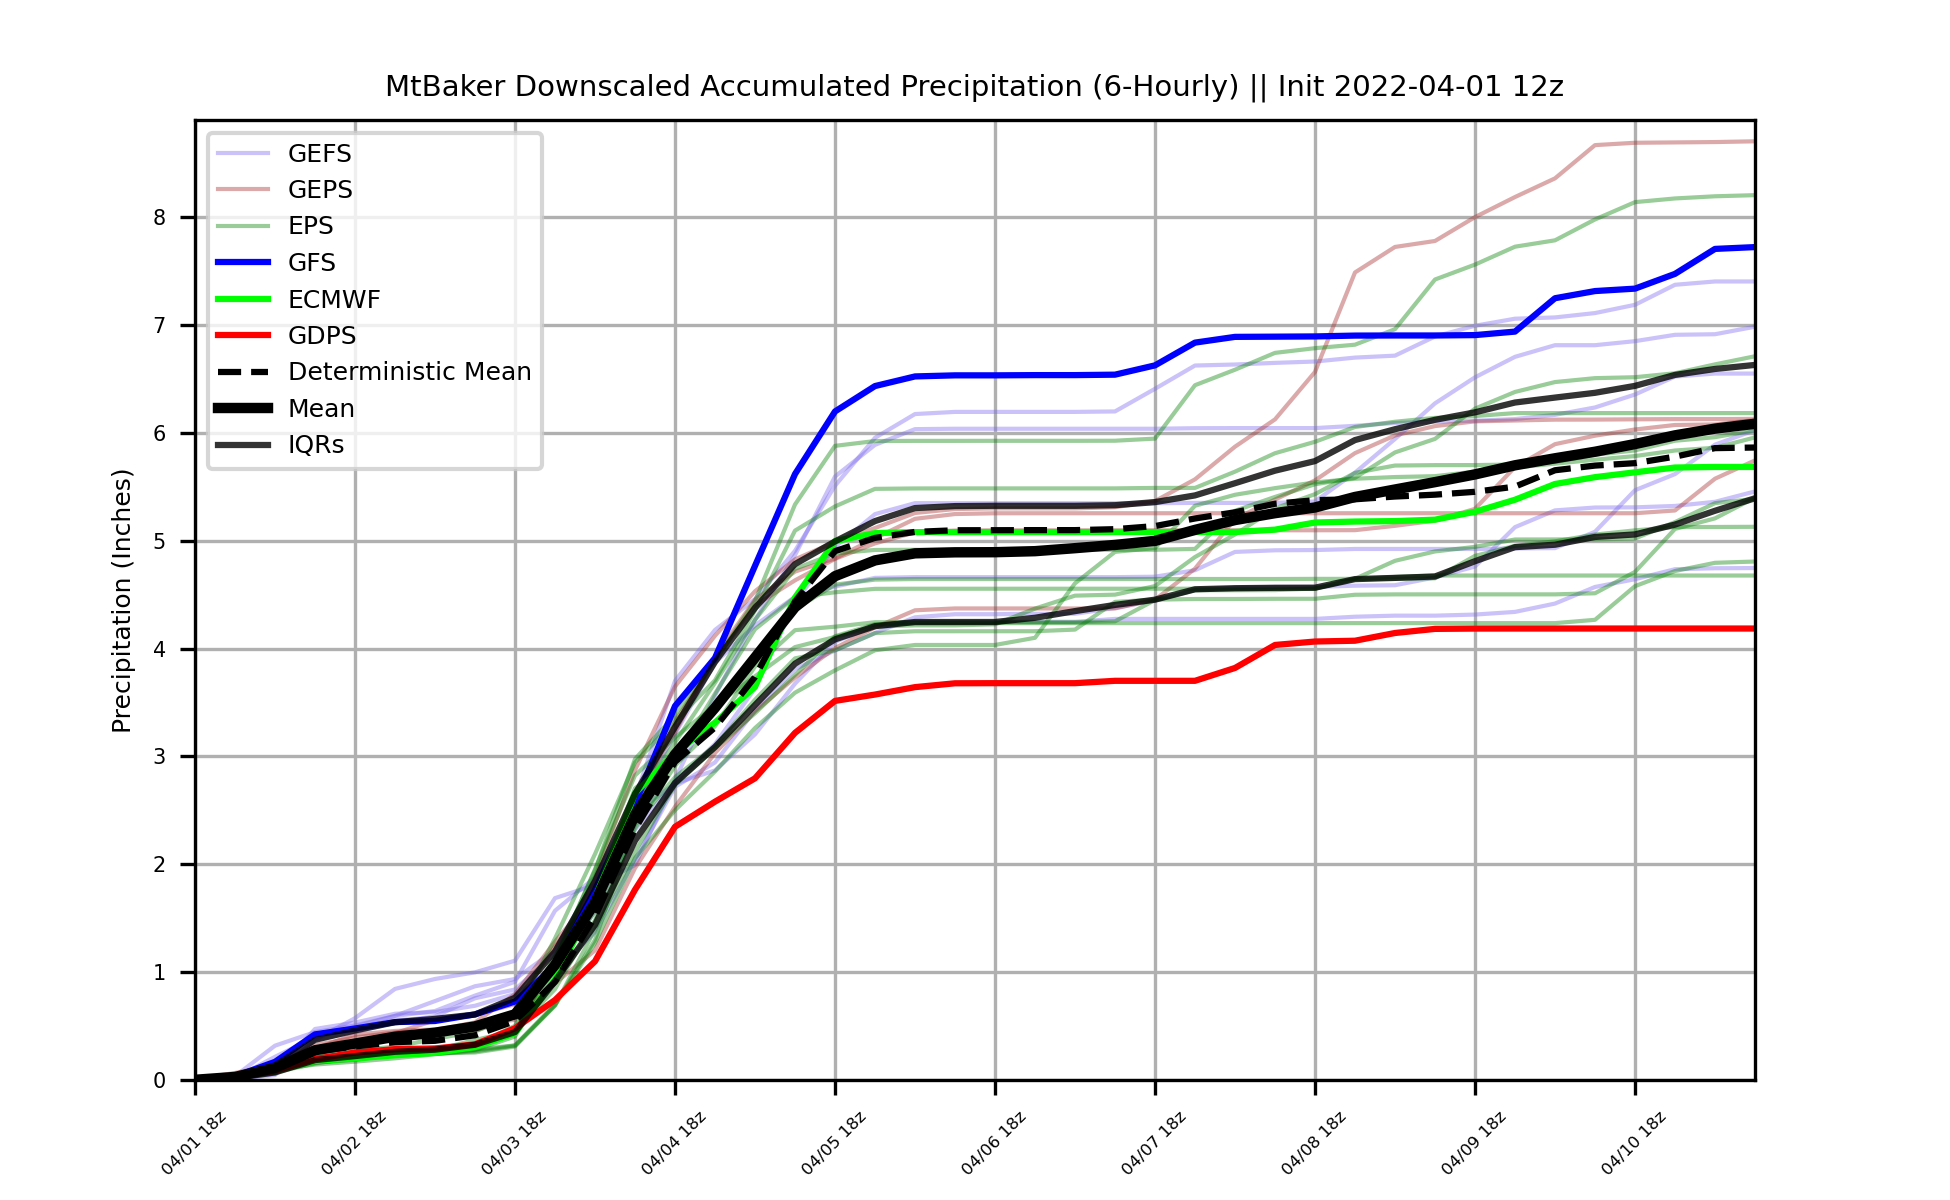 MtBaker Downscaled Accumulated Precipitation (6-Hourly) || Init 2022-04-01 12z
GEFS
GEPS
EPS
GFS
ECMWF
GDPS
Deterministic Mean
Mean
IQRs
Precipitation (Inches)
8
7
6
5
4
3
2
1
0
04/01 18z
04/02 18z
04/03 18z
04/04 18z
04/05 18z
04/06 18z
04/07 18z
04/08 18z
04/09 18z
04/10 18z